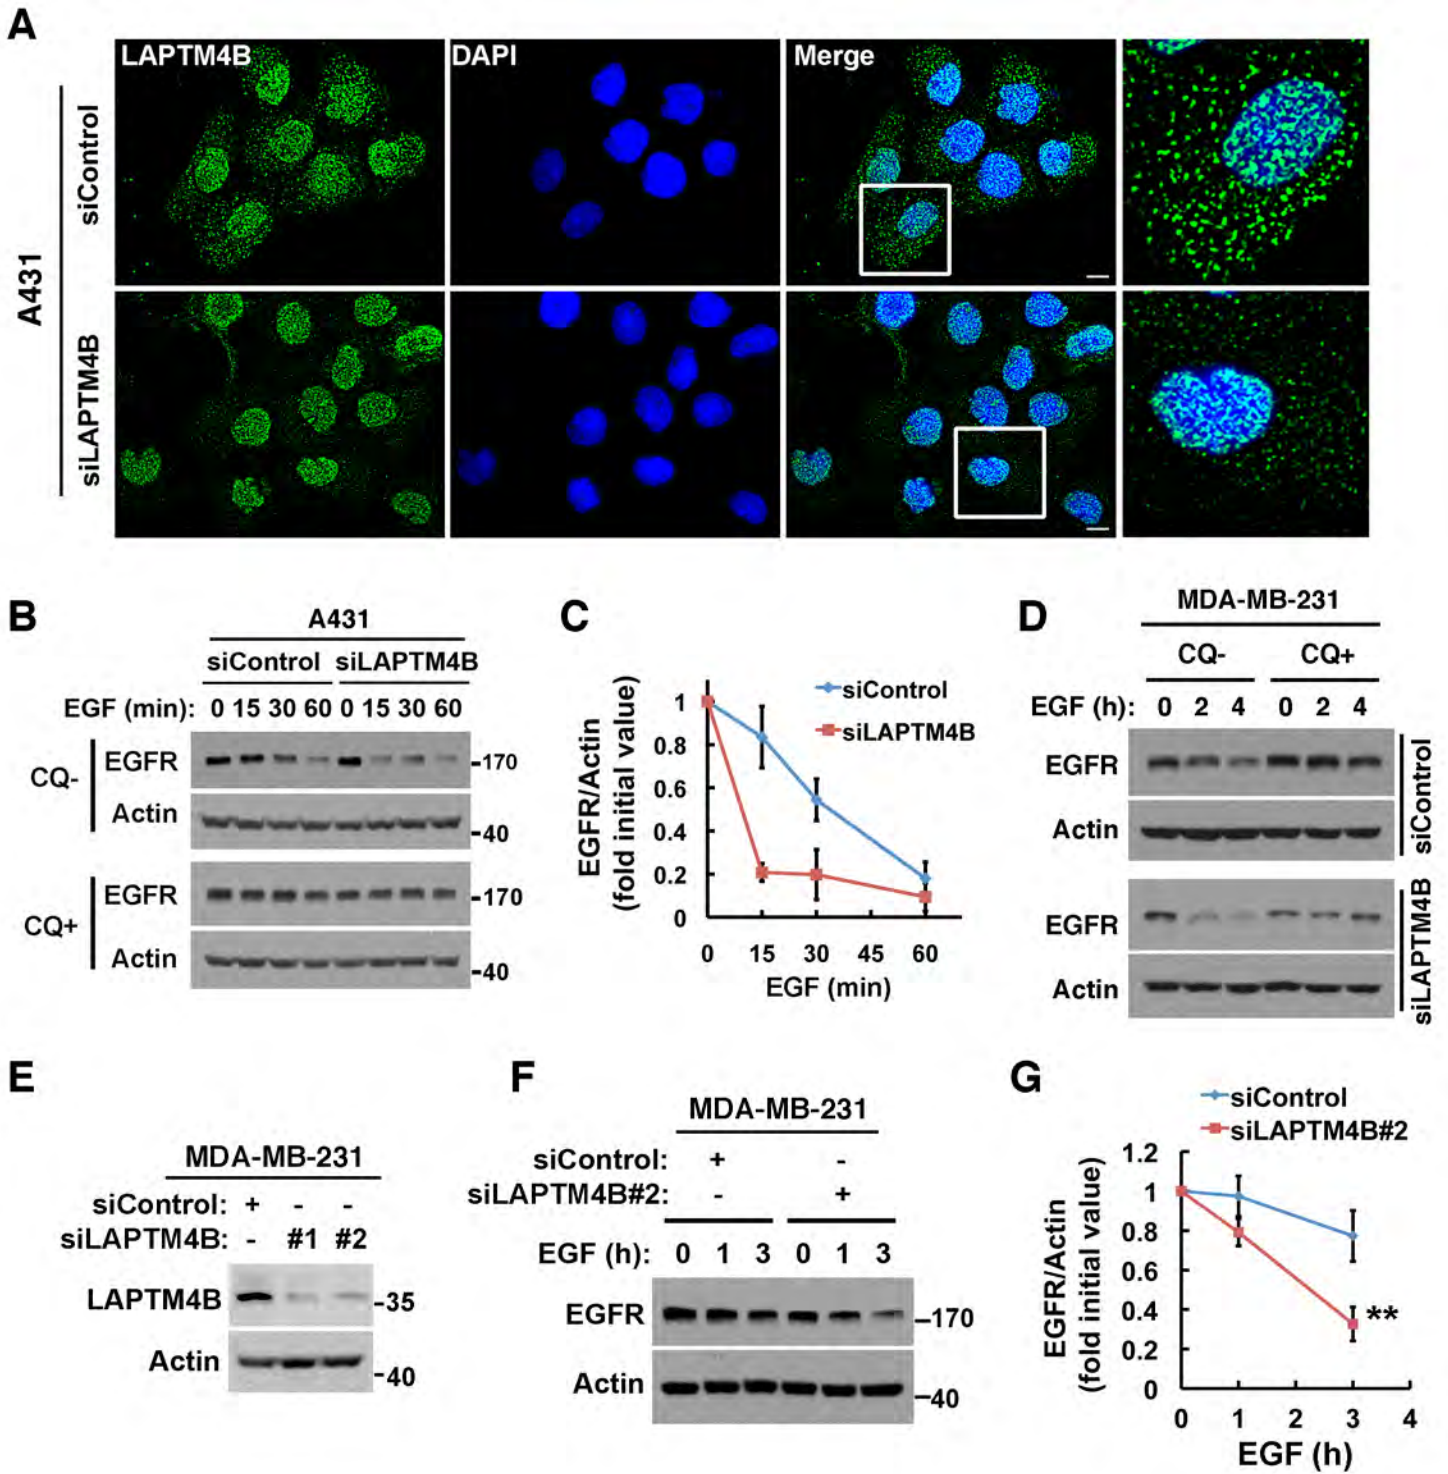 A
LAPTM4B DAPI Merge
A431
siControl
siLAPTM4B
B
A431
siControl siLAPTM4B
EGF (min): 0 15 30 60 0 15 30 60
CQ-
EGFR -170
Actin -40
CQ+
EGFR -170
Actin -40
C
EGFR/Actin
(fold initial value)
siControl
siLAPTM4B
1
0.8
0.6
0.4
0.2
0
0 15 30 45 60
EGF (min)
D
MDA-MB-231
CQ- CQ+
EGF (h): 0 2 4 0 2 4
EGFR
Actin
siControl
EGFR
Actin
siLAPTM4B
E
MDA-MB-231
siControl: + - -
siLAPTM4B: - #1 #2
LAPTM4B -35
Actin -40
F
MDA-MB-231
siControl: + -
siLAPTM4B#2: - +
EGF (h): 0 1 3 0 1 3
EGFR -170
Actin -40
G
siControl
siLAPTM4B#2
EGFR/Actin
(fold initial value)
1.2
1
0.8
0.6
0.4
0.2
0
**
0 1 2 3 4
EGF (h)